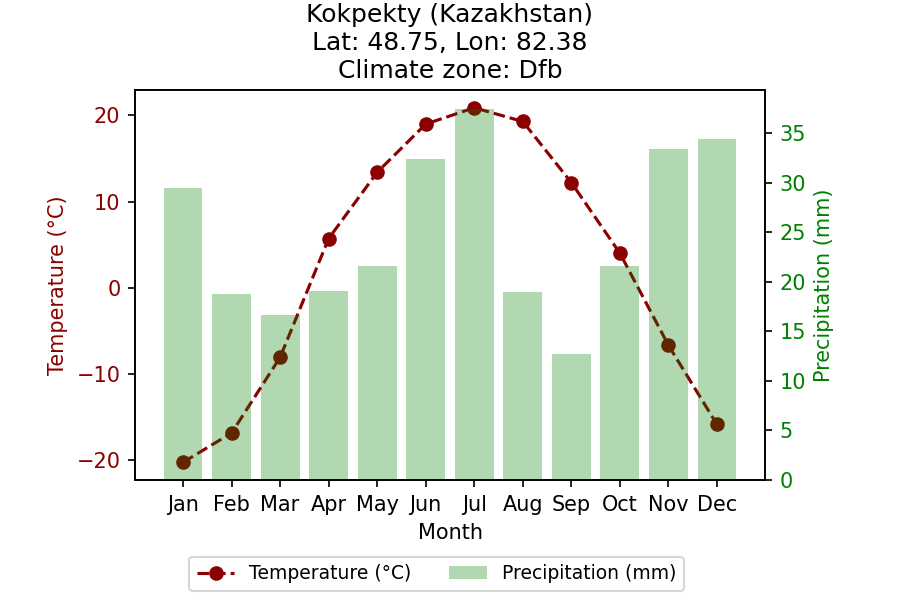 Kokpekty (Kazakhstan)
Lat: 48.75, Lon: 82.38
Climate zone: Dfb
Temperature (°C)
20
10
0
−10
−20
35
30
25
20
15
10
5
0
Precipitation (mm)
Jan Feb Mar Apr May Jun Jul Aug Sep Oct Nov Dec
Month
Temperature (°C) Precipitation (mm)